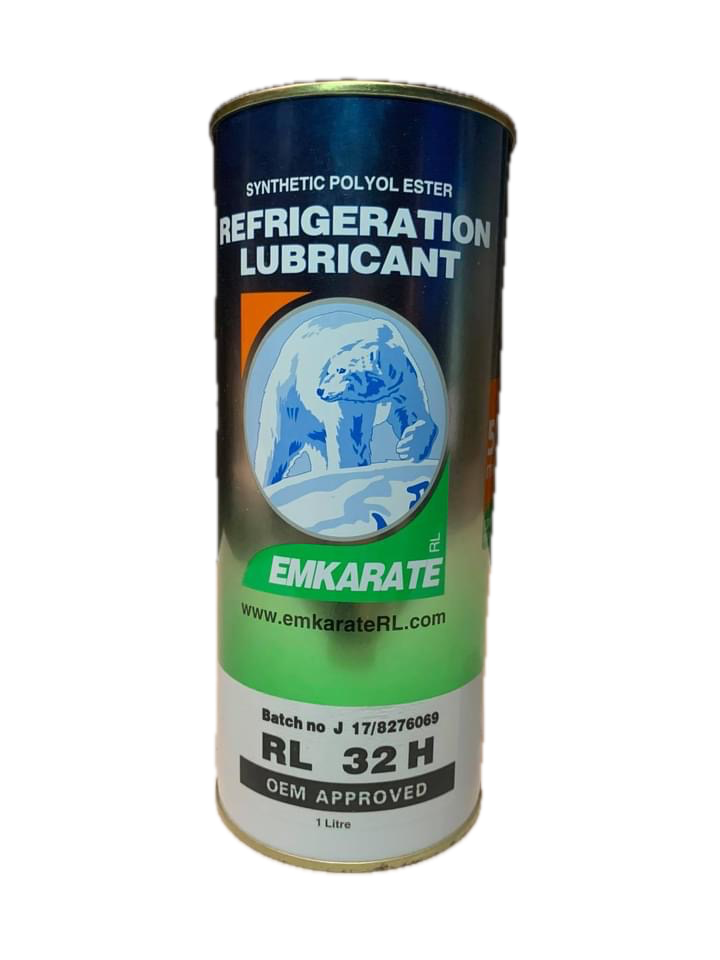 SYNTHETIC POLYOL ESTER
REFRIGERATION
LUBRICANT
EMKARATE RL
www.emkarateRL.com
Batch no J 17/8276069
RL 32 H
OEM APPROVED
1 Litre